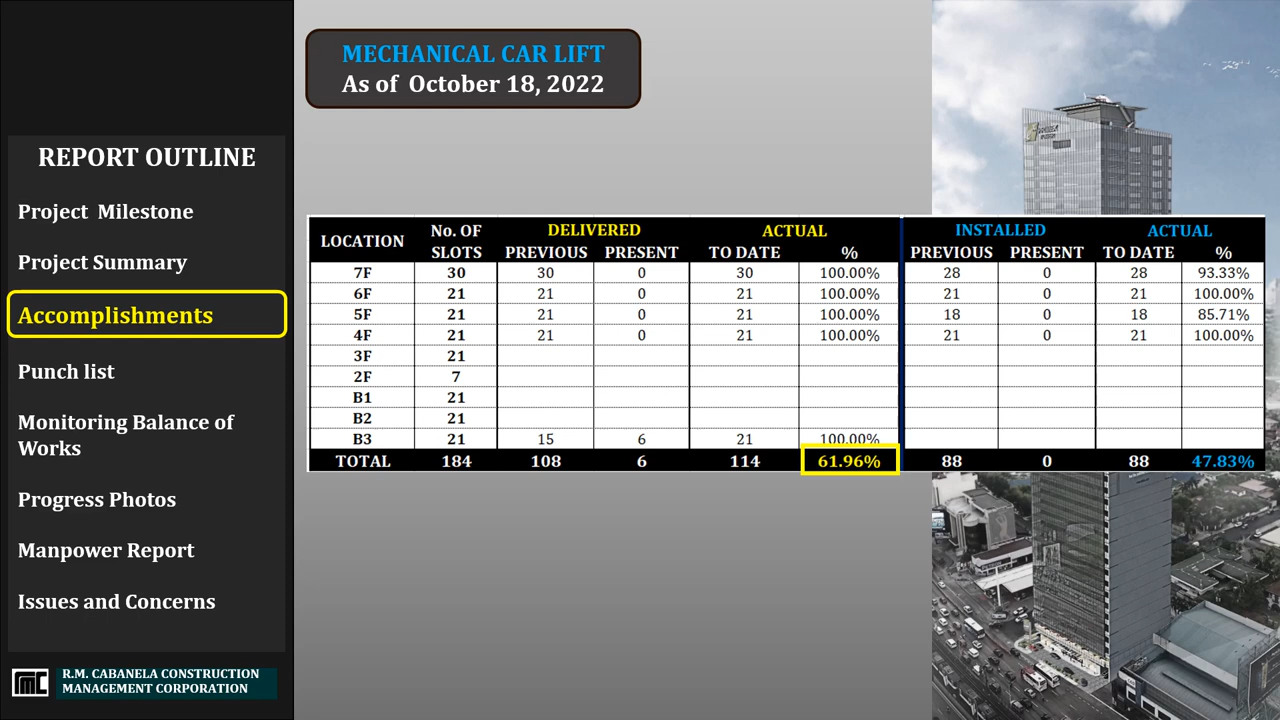 MECHANICAL CAR LIFT
As of October 18, 2022
REPORT OUTLINE
Project Milestone
Project Summary
Accomplishments
Punch list
Monitoring Balance of
Works
Progress Photos
Manpower Report
Issues and Concerns
R.M. CABANELA CONSTRUCTION
MANAGEMENT CORPORATION
LOCATION No. OF SLOTS DELIVERED ACTUAL INSTALLED ACTUAL
PREVIOUS PRESENT TO DATE % PREVIOUS PRESENT TO DATE %
7F 30 30 0 30 100.00% 28 0 28 93.33%
6F 21 21 0 21 100.00% 21 0 21 100.00%
5F 21 21 0 21 100.00% 18 0 18 85.71%
4F 21 21 0 21 100.00% 21 0 21 100.00%
3F 21
2F 7
B1 21
B2 21
B3 21 15 6 21 100.00%
TOTAL 184 108 6 114 61.96% 88 0 88 47.83%